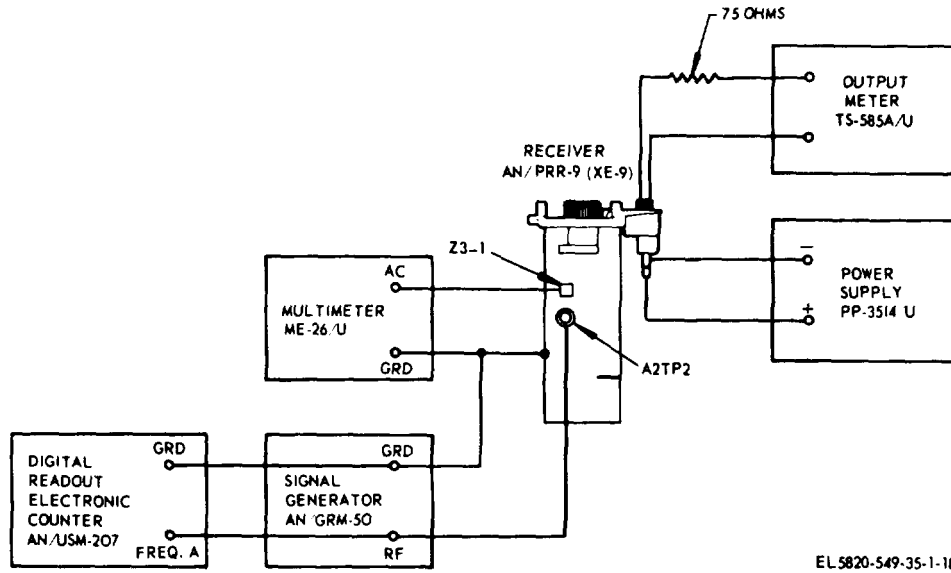 75 OHMS
OUTPUT
METER
TS-585A/U
RECEIVER
AN/PRR-9 (XE-9)
Z3-1
AC
MULTIMETER
ME-26/U
GRD
−
POWER
SUPPLY
PP-3514 U
+
A2TP2
GRD
DIGITAL
READOUT
ELECTRONIC
COUNTER
AN/USM-207
FREQ. A
GRD
SIGNAL
GENERATOR
AN/GRM-50
RF
EL5820-549-35-1-